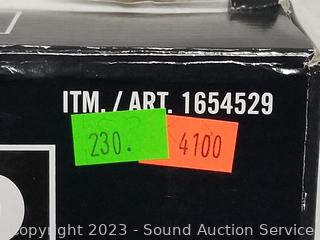 ITM. / ART. 1654529
230.
4100
Copyright 2023 - Sound Auction Service